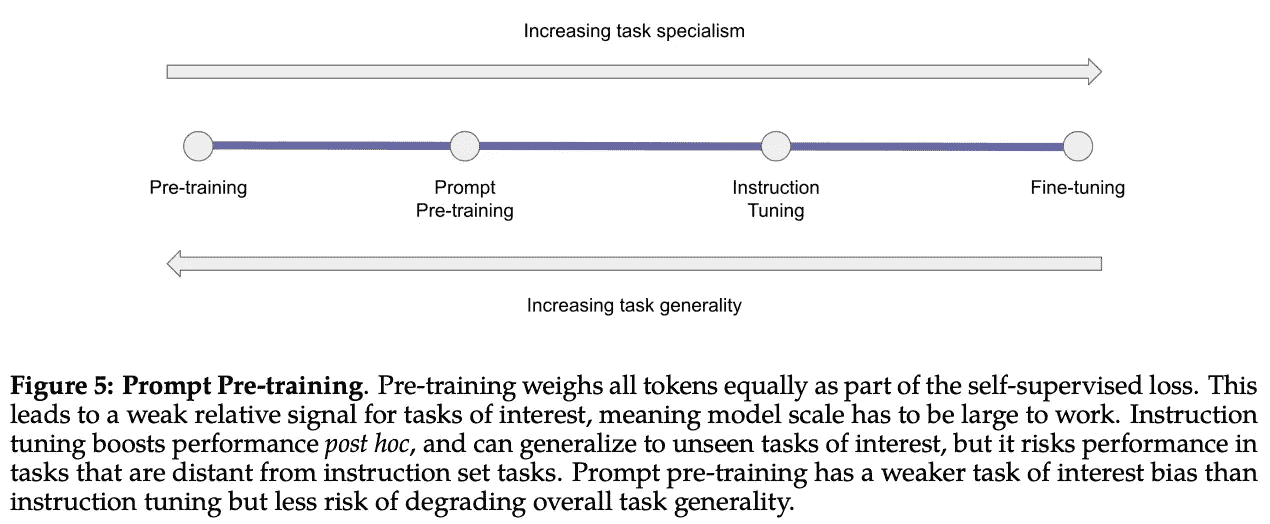 Increasing task specialism
Pre-training
Prompt
Pre-training
Instruction
Tuning
Fine-tuning
Increasing task generality
Figure 5: Prompt Pre-training. Pre-training weighs all tokens equally as part of the self-supervised loss. This
leads to a weak relative signal for tasks of interest, meaning model scale has to be large to work. Instruction
tuning boosts performance post hoc, and can generalize to unseen tasks of interest, but it risks performance in
tasks that are distant from instruction set tasks. Prompt pre-training has a weaker task of interest bias than
instruction tuning but less risk of degrading overall task generality.